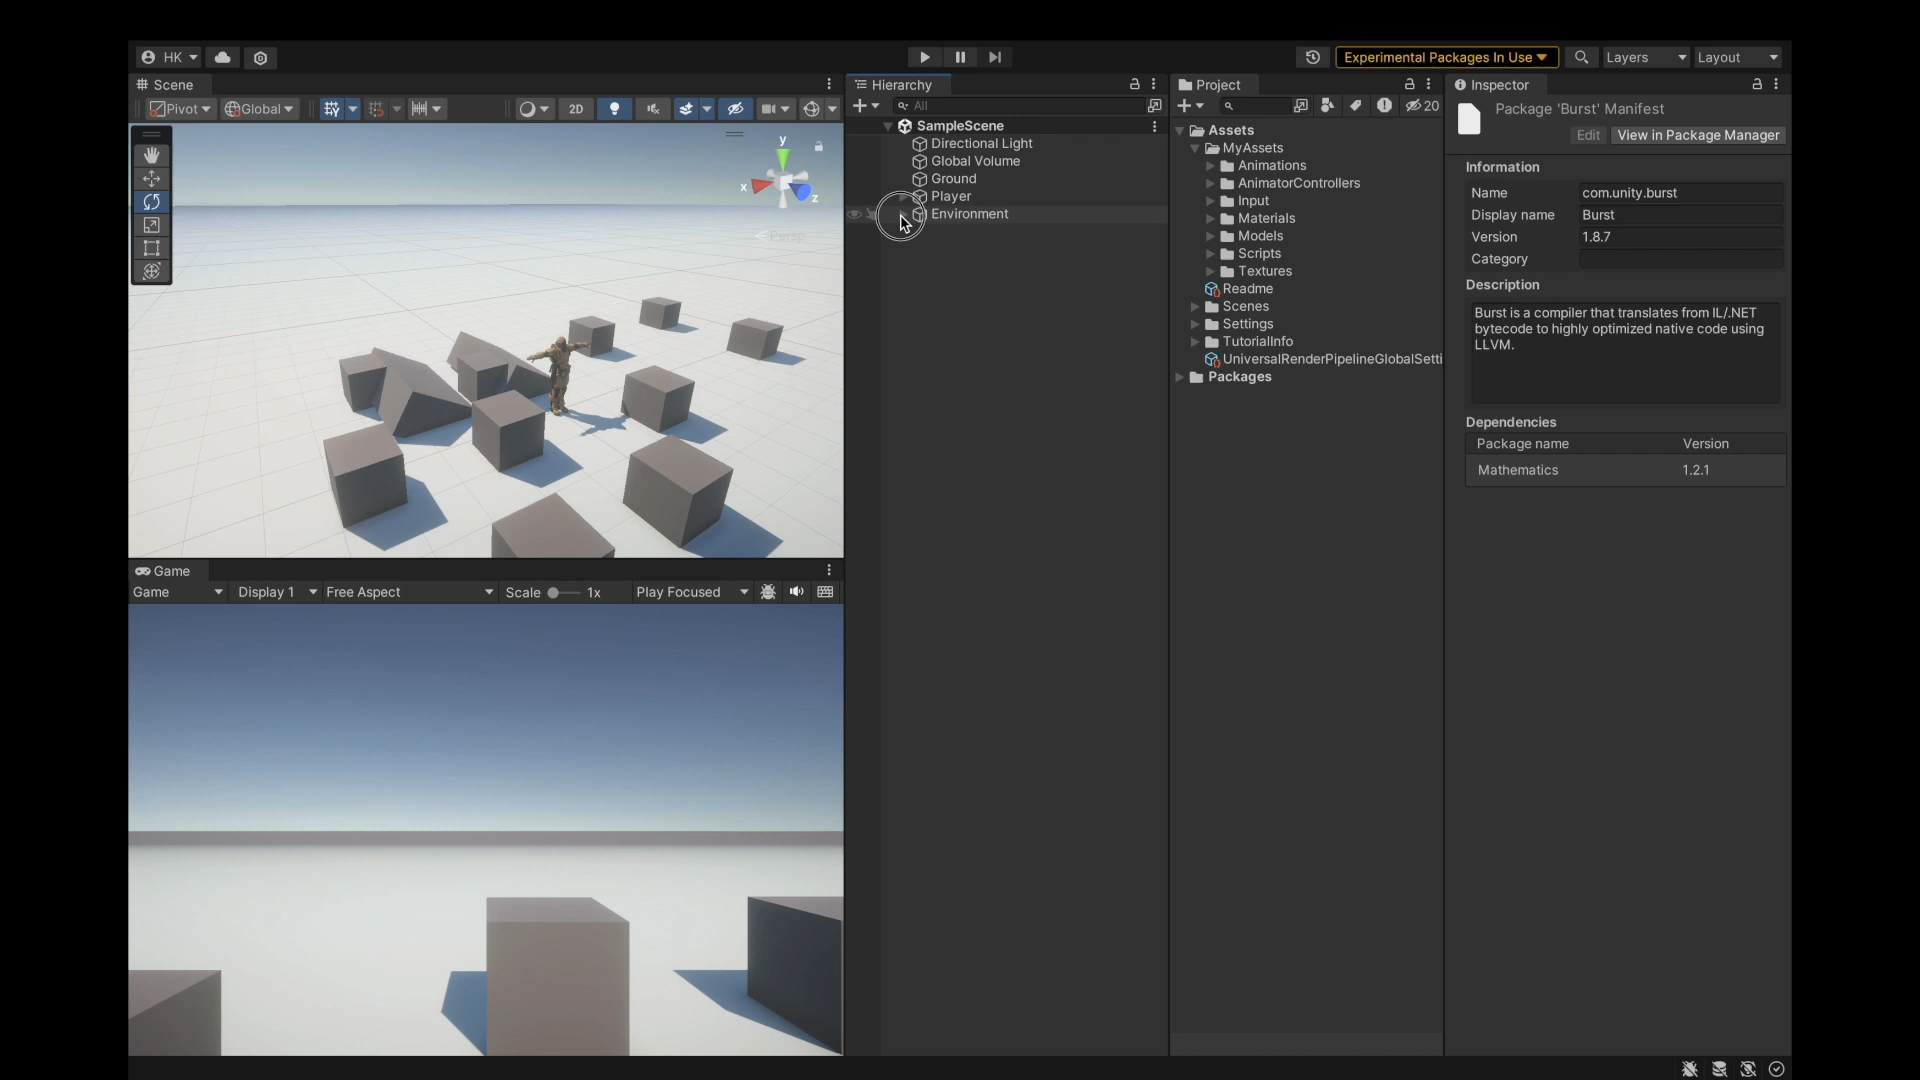 HK
Experimental Packages In Use
Layers
Layout
Scene
Pivot
Global
2D
y
x
z
Persp
Game
Game
Display 1
Free Aspect
Scale
1x
Play Focused
Hierarchy
All
SampleScene
Directional Light
Global Volume
Ground
Player
Environment
Project
20
Assets
MyAssets
Animations
AnimatorControllers
Input
Materials
Models
Scripts
Textures
Readme
Scenes
Settings
TutorialInfo
UniversalRenderPipelineGlobalSetti
Packages
Inspector
Package 'Burst' Manifest
Edit
View in Package Manager
Information
Name
com.unity.burst
Display name
Burst
Version
1.8.7
Category
Description
Burst is a compiler that translates from IL/.NET
bytecode to highly optimized native code using
LLVM.
Dependencies
Package name
Version
Mathematics
1.2.1